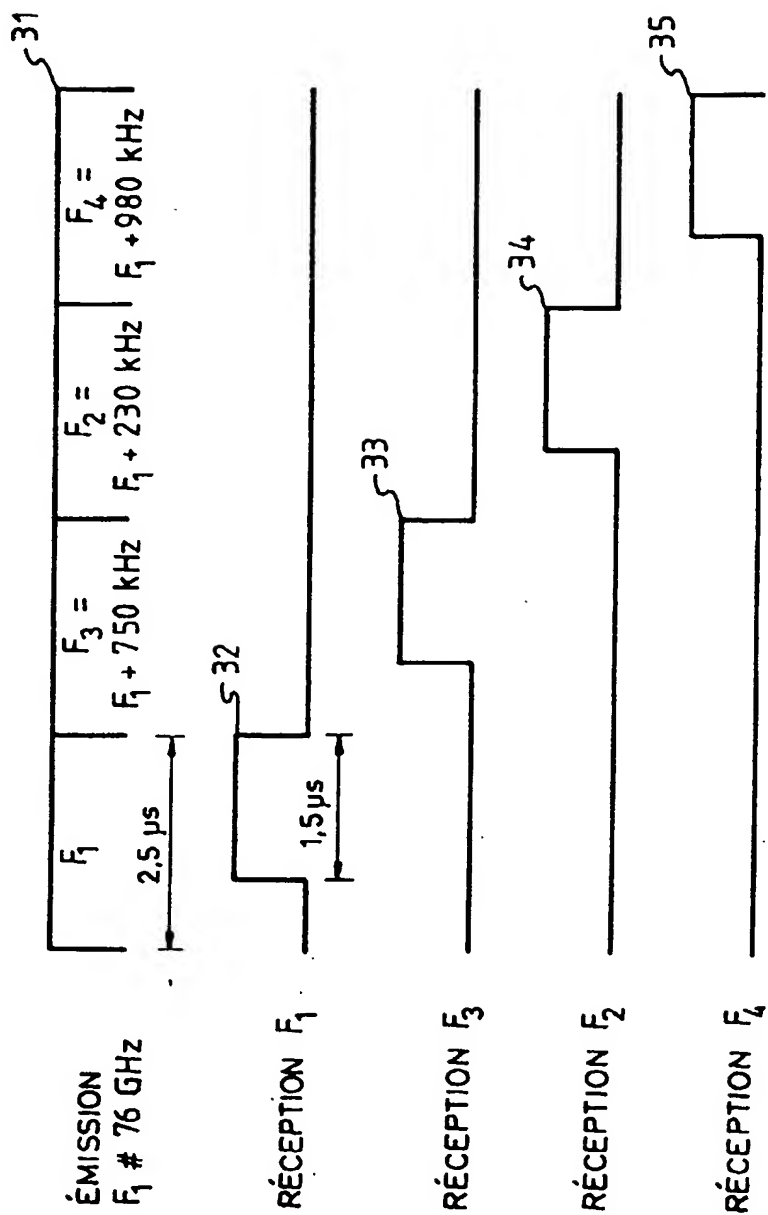 31
F₁
F₃ =
F₁ + 750 kHz
F₂ =
F₁ + 230 kHz
F₄ =
F₁ + 980 kHz
ÉMISSION
F₁ # 76 GHz
2,5 µs
32
RÉCEPTION F₁
1,5 µs
33
RÉCEPTION F₃
34
RÉCEPTION F₂
35
RÉCEPTION F₄